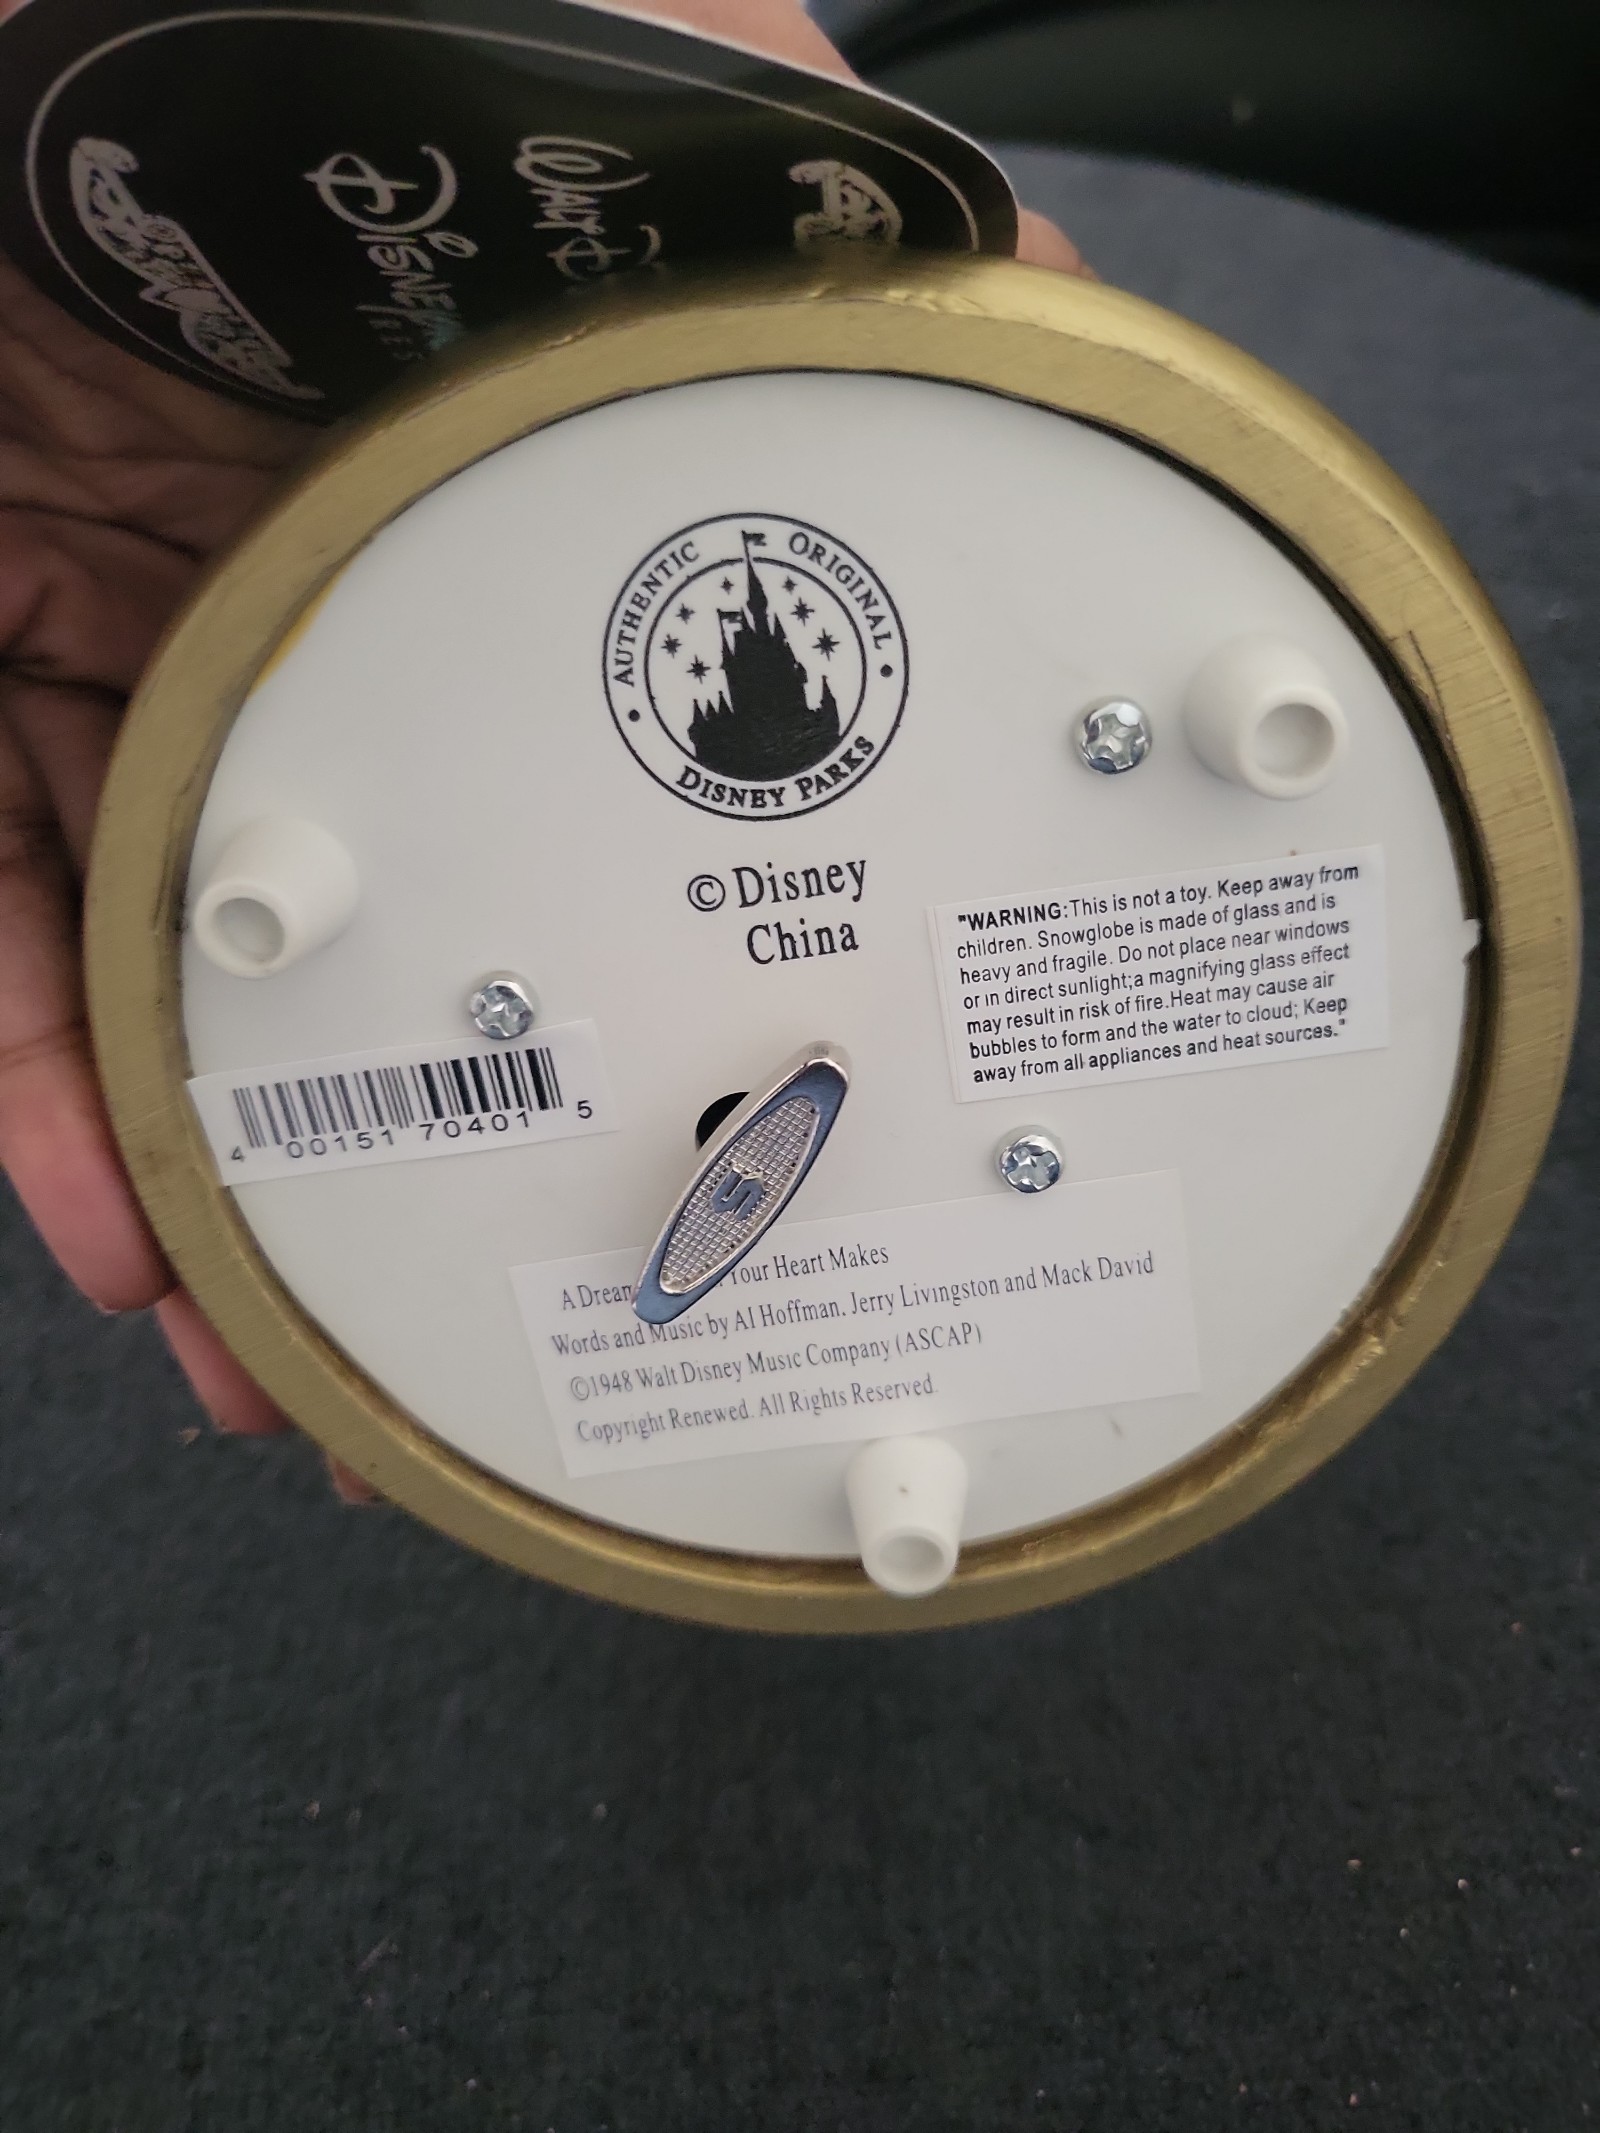 WALT
DISNEY
AUTHENTIC ORIGINAL
DISNEY PARKS
© Disney
China
"WARNING:This is not a toy. Keep away from
children. Snowglobe is made of glass and is
heavy and fragile. Do not place near windows
or in direct sunlight;a magnifying glass effect
may result in risk of fire.Heat may cause air
bubbles to form and the water to cloud; Keep
away from all appliances and heat sources."
4 00151 70401 5
S
A Your Heart Makes
Words and Music by Al Hoffman. Jerry Livingston and Mack David
©1948 Walt Disney Music Company (ASCAP)
Copyright Renewed. All Rights Reserved.